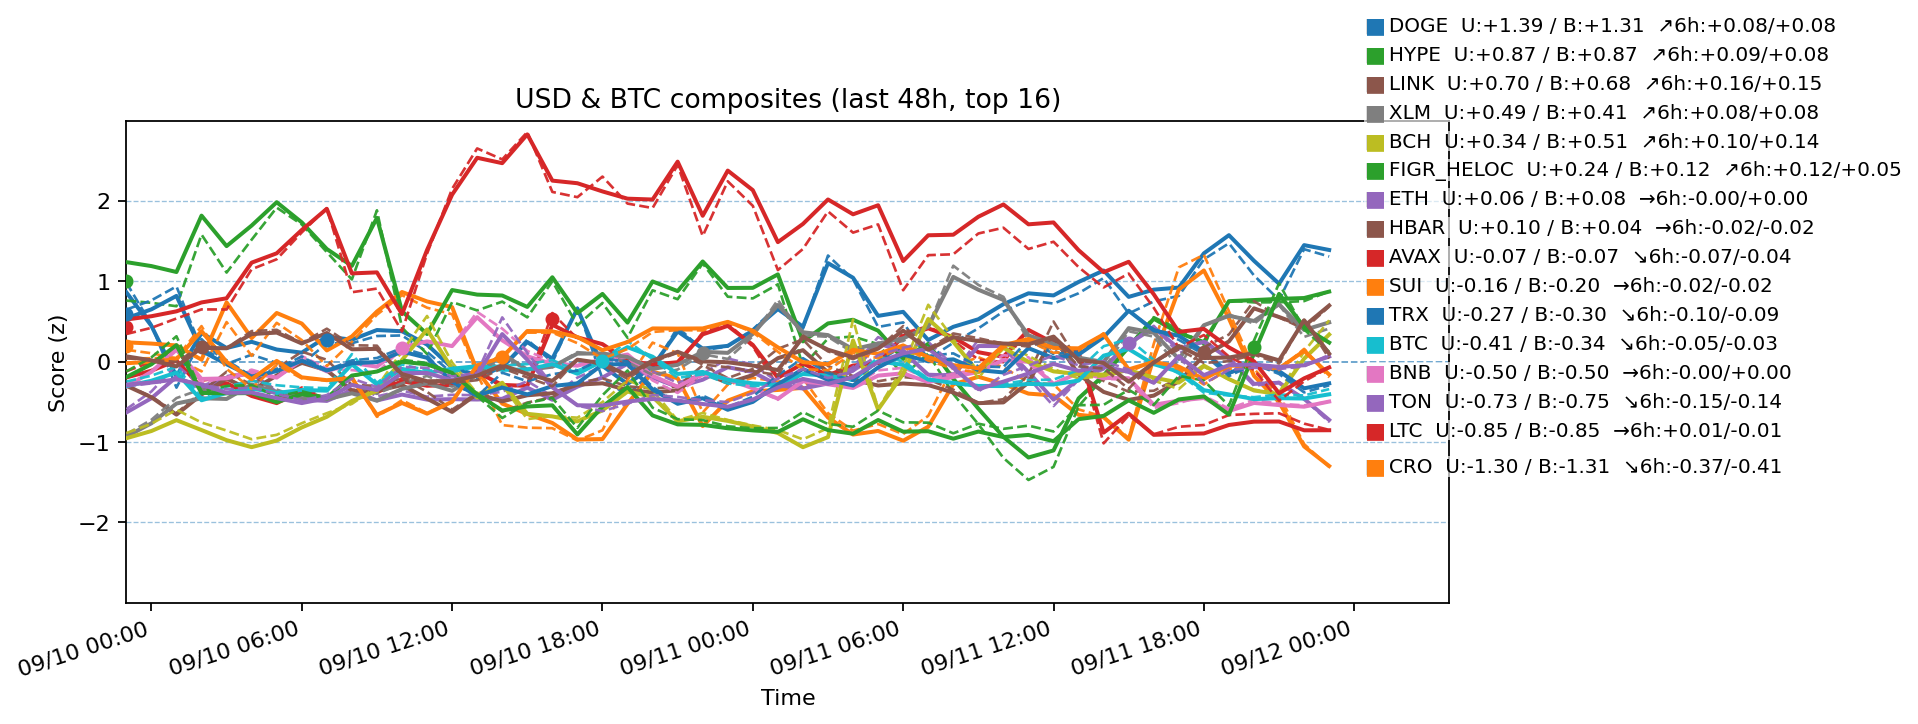 DOGE  U:+1.39 / B:+1.31  ↗6h:+0.08/+0.08
HYPE  U:+0.87 / B:+0.87  ↗6h:+0.09/+0.08
LINK  U:+0.70 / B:+0.68  ↗6h:+0.16/+0.15
XLM  U:+0.49 / B:+0.41  ↗6h:+0.08/+0.08
BCH  U:+0.34 / B:+0.51  ↗6h:+0.10/+0.14
FIGR_HELOC  U:+0.24 / B:+0.12  ↗6h:+0.12/+0.05
ETH  U:+0.06 / B:+0.08  →6h:-0.00/+0.00
HBAR  U:+0.10 / B:+0.04  →6h:-0.02/-0.02
AVAX  U:-0.07 / B:-0.07  ↘6h:-0.07/-0.04
SUI  U:-0.16 / B:-0.20  →6h:-0.02/-0.02
TRX  U:-0.27 / B:-0.30  ↘6h:-0.10/-0.09
BTC  U:-0.41 / B:-0.34  ↘6h:-0.05/-0.03
BNB  U:-0.50 / B:-0.50  →6h:-0.00/+0.00
TON  U:-0.73 / B:-0.75  ↘6h:-0.15/-0.14
LTC  U:-0.85 / B:-0.85  →6h:+0.01/-0.01
CRO  U:-1.30 / B:-1.31  ↘6h:-0.37/-0.41
USD & BTC composites (last 48h, top 16)
Score (z)
2
1
0
−1
−2
09/10 00:00
09/10 06:00
09/10 12:00
09/10 18:00
09/11 00:00
09/11 06:00
09/11 12:00
09/11 18:00
09/12 00:00
Time